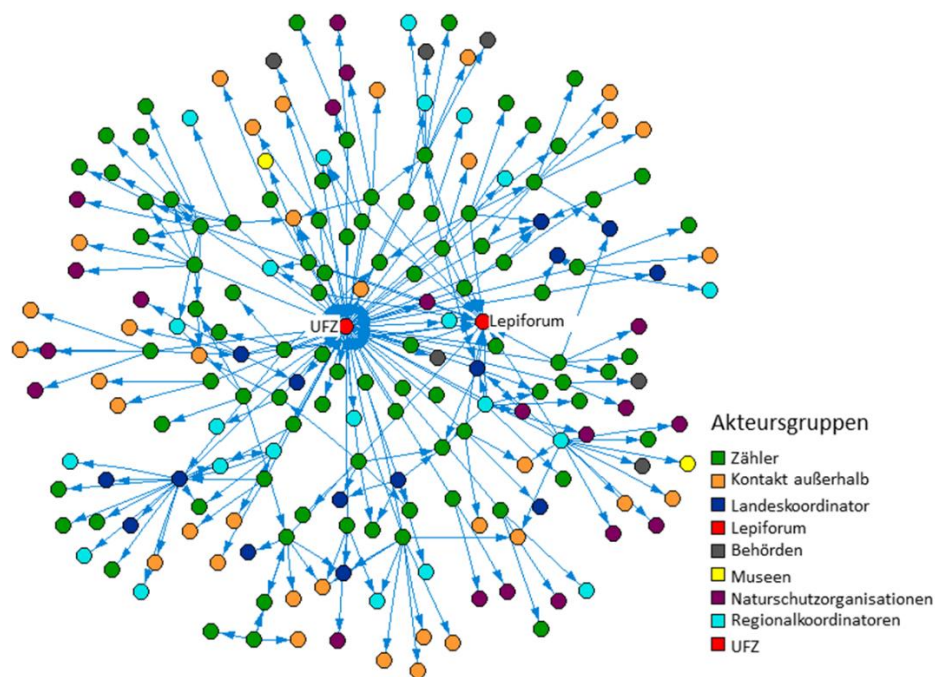 UFZ
Lepiforum
Akteursgruppen
Zähler
Kontakt außerhalb
Landeskoordinator
Lepiforum
Behörden
Museen
Naturschutzorganisationen
Regionalkoordinatoren
UFZ